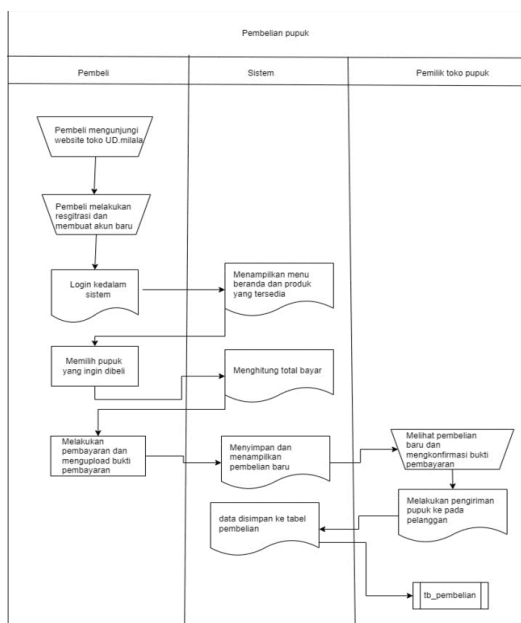 Pembelian pupuk
Pembeli
Sistem
Pemilik toko pupuk
Pembeli mengunjungi
website toko UD.milala
Pembeli melakukan
resgitrasi dan
membuat akun baru
Login kedalam
sistem
Menampilkan menu
beranda dan produk
yang tersedia
Memilih pupuk
yang ingin dibeli
Menghitung total bayar
Melakukan
pembayaran dan
mengupload bukti
pembayaran
Menyimpan dan
menampilkan
pembelian baru
Melihat pembelian
baru dan
mengkonfirmasi bukti
pembayaran
Melakukan pengiriman
pupuk ke pada
pelanggan
data disimpan ke tabel
pembelian
tb_pembelian